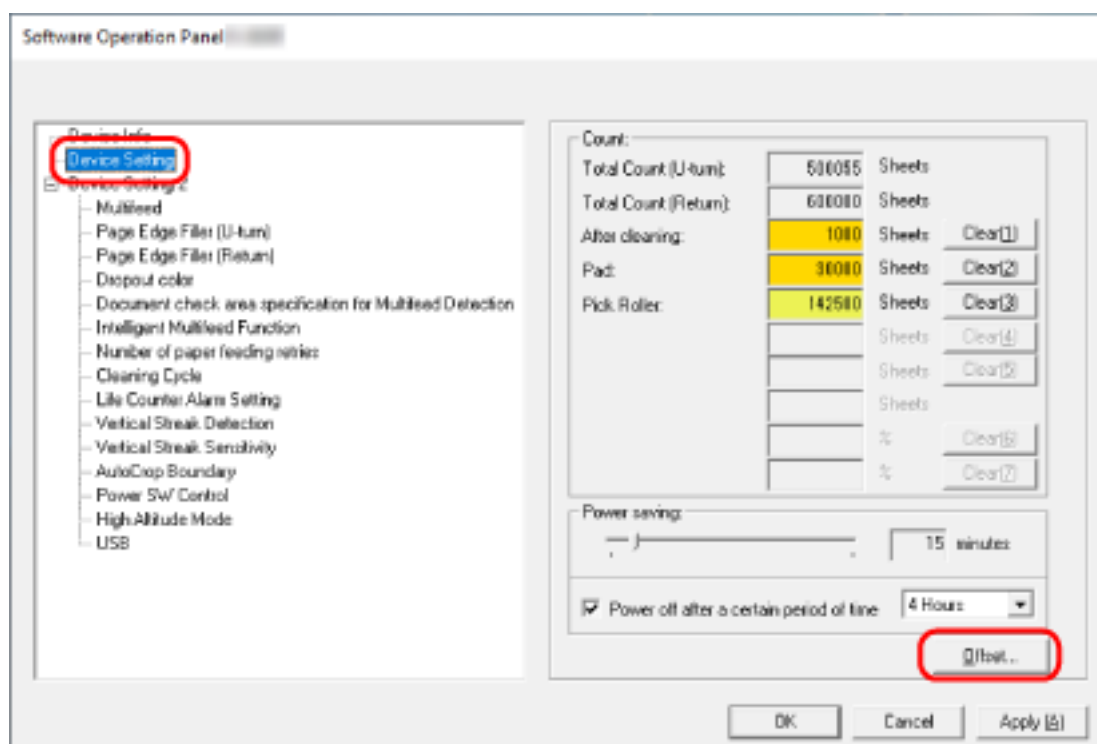 Software Operation Panel
Device Info
Device Setting
Device Setting 2
Multifeed
Page Edge Filler (U-turn)
Page Edge Filler (Return)
Dropout color
Document check area specification for Multifeed Detection
Intelligent Multifeed Function
Number of paper feeding retries
Cleaning Cycle
Life Counter Alarm Setting
Vertical Streak Detection
Vertical Streak Sensitivity
AutoCrop Boundary
Power SW Control
High Altitude Mode
USB
Count:
Total Count (U-turn): 500055 Sheets
Total Count (Return): 600000 Sheets
After cleaning: 1000 Sheets Clear(1)
Pad: 30000 Sheets Clear(2)
Pick Roller: 142500 Sheets Clear(3)
Sheets Clear(4)
Sheets Clear(5)
Sheets
% Clear(6)
% Clear(7)
Power saving:
15 minutes
Power off after a certain period of time 4 Hours
Offset...
OK Cancel Apply (A)